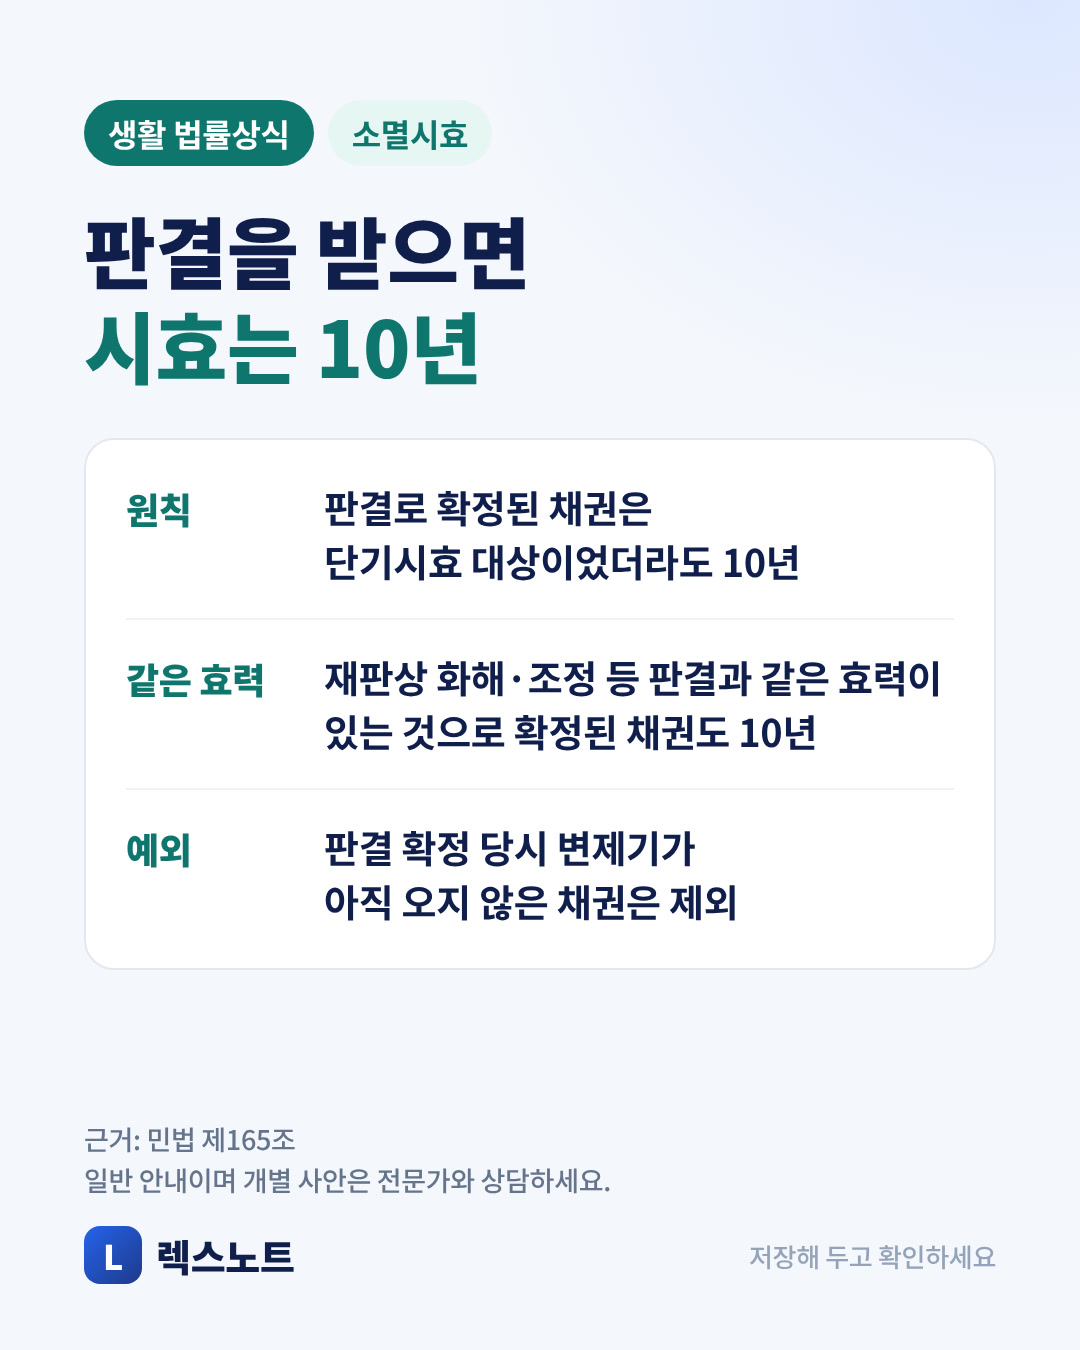 생활 법률상식 소멸시효
판결을 받으면
시효는 10년
원칙 판결로 확정된 채권은
단기시효 대상이었더라도 10년
같은 효력 재판상 화해·조정 등 판결과 같은 효력이
있는 것으로 확정된 채권도 10년
예외 판결 확정 당시 변제기가
아직 오지 않은 채권은 제외
근거: 민법 제165조
일반 안내이며 개별 사안은 전문가와 상담하세요.
L 렉스노트 저장해 두고 확인하세요